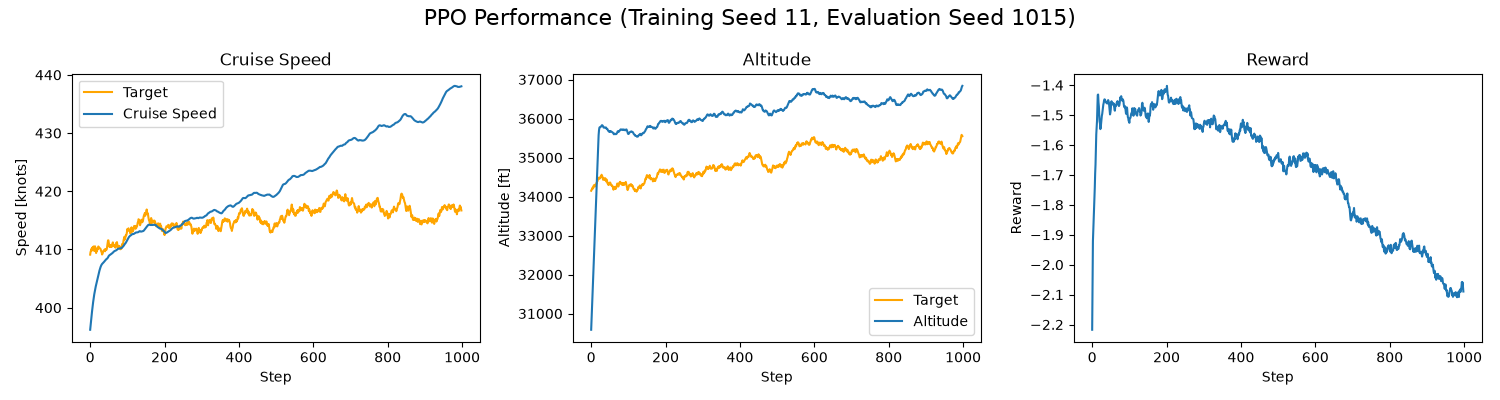 PPO Performance (Training Seed 11, Evaluation Seed 1015)
Cruise Speed
Speed [knots]
440
430
420
410
400
Target
Cruise Speed
0 200 400 600 800 1000
Step
Altitude
Altitude [ft]
37000
36000
35000
34000
33000
32000
31000
Target
Altitude
0 200 400 600 800 1000
Step
Reward
Reward
−1.4
−1.5
−1.6
−1.7
−1.8
−1.9
−2.0
−2.1
−2.2
0 200 400 600 800 1000
Step